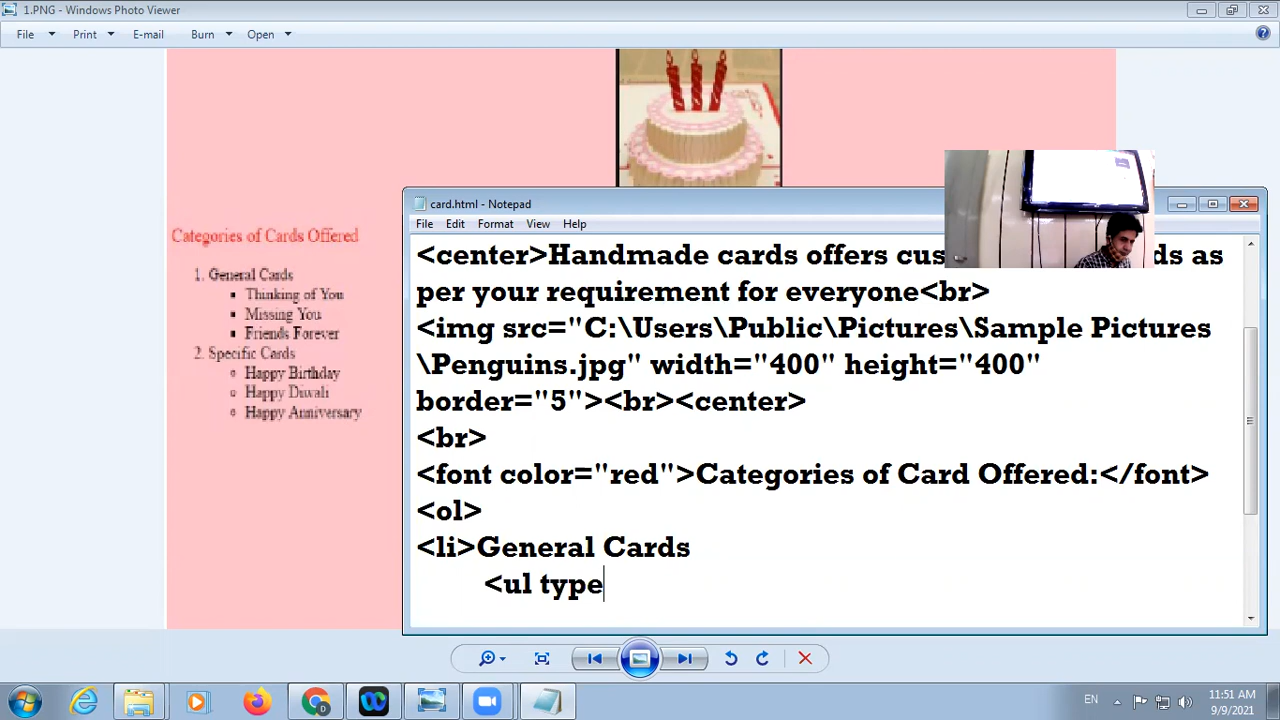 1.PNG - Windows Photo Viewer
File Print E-mail Burn Open
Categories of Cards Offered
1. General Cards
Thinking of You
Missing You
Friends Forever
2. Specific Cards
Happy Birthday
Happy Diwali
Happy Anniversary
card.html - Notepad
File Edit Format View Help
<center>Handmade cards offers as
per your requirement for everyone<br>
<img src="C:\Users\Public\Pictures\Sample Pictures
\Penguins.jpg" width="400" height="400"
border="5"><br><center>
<br>
<font color="red">Categories of Card Offered:</font>
<ol>
<li>General Cards
<ul type
EN
11:51 AM
9/9/2021